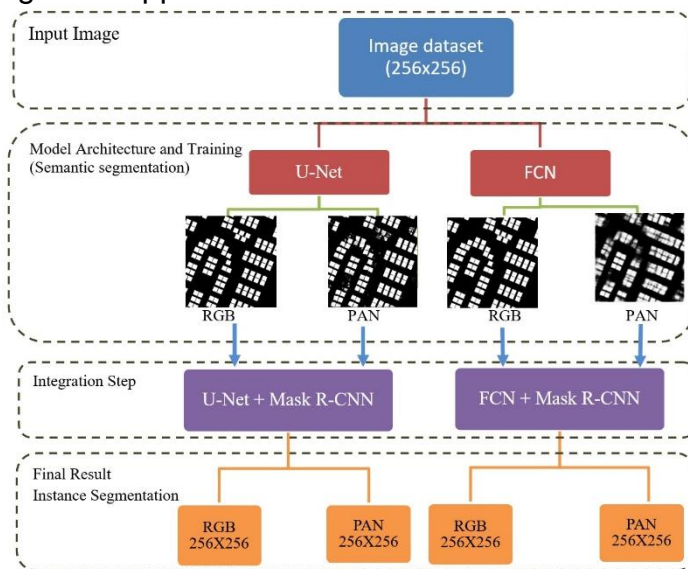 Input Image
Image dataset
(256x256)
Model Architecture and Training
(Semantic segmentation)
U-Net
FCN
RGB
PAN
RGB
PAN
Integration Step
U-Net + Mask R-CNN
FCN + Mask R-CNN
Final Result
Instance Segmentation
RGB
256X256
PAN
256X256
RGB
256X256
PAN
256X256